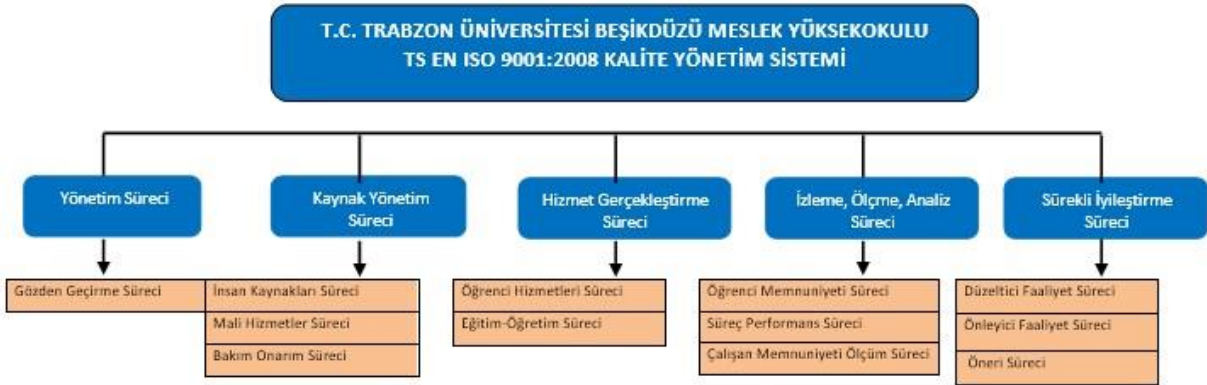 T.C. TRABZON ÜNİVERSİTESİ BEŞİKDÜZÜ MESLEK YÜKSEKOKULU
TS EN ISO 9001:2008 KALİTE YÖNETİM SİSTEMİ
Yönetim Süreci
Kaynak Yönetim
Süreci
Hizmet Gerçekleştirme
Süreci
İzleme, Ölçme, Analiz
Süreci
Sürekli İyileştirme
Süreci
Gözden Geçirme Süreci
İnsan Kaynakları Süreci
Mali Hizmetler Süreci
Bakım Onarım Süreci
Öğrenci Hizmetleri Süreci
Eğitim-Öğretim Süreci
Öğrenci Memnuniyeti Süreci
Süreç Performans Süreci
Çalışan Memnuniyeti Ölçüm Süreci
Düzeltici Faaliyet Süreci
Önleyici Faaliyet Süreci
Öneri Süreci